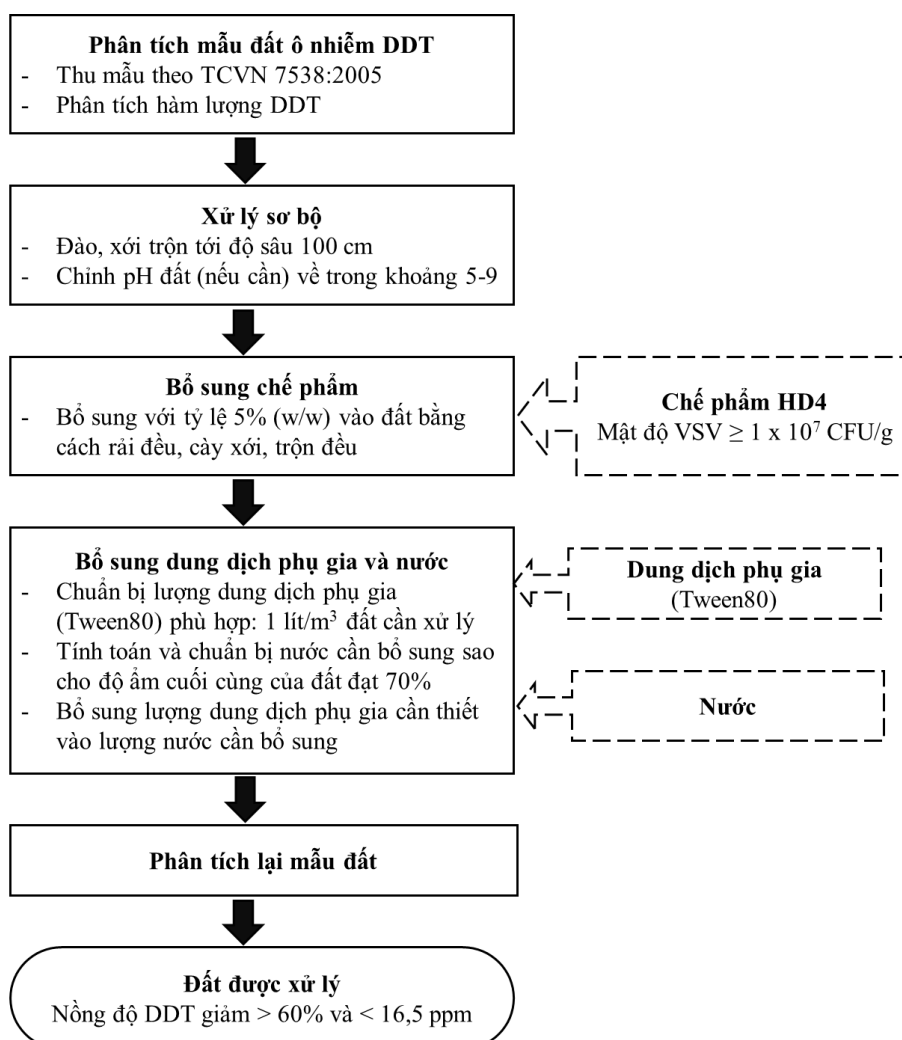 Phân tích mẫu đất ô nhiễm DDT
- Thu mẫu theo TCVN 7538:2005
- Phân tích hàm lượng DDT
Xử lý sơ bộ
- Đào, xới trộn tới độ sâu 100 cm
- Chỉnh pH đất (nếu cần) về trong khoảng 5-9
Bổ sung chế phẩm
- Bổ sung với tỷ lệ 5% (w/w) vào đất bằng
cách rải đều, cày xới, trộn đều
Chế phẩm HD4
Mật độ VSV ≥ 1 x 10⁷ CFU/g
Bổ sung dung dịch phụ gia và nước
- Chuẩn bị lượng dung dịch phụ gia
(Tween80) phù hợp: 1 lít/m³ đất cần xử lý
- Tính toán và chuẩn bị nước cần bổ sung sao
cho độ ẩm cuối cùng của đất đạt 70%
- Bổ sung lượng dung dịch phụ gia cần thiết
vào lượng nước cần bổ sung
Dung dịch phụ gia
(Tween80)
Nước
Phân tích lại mẫu đất
Đất được xử lý
Nồng độ DDT giảm > 60% và < 16,5 ppm